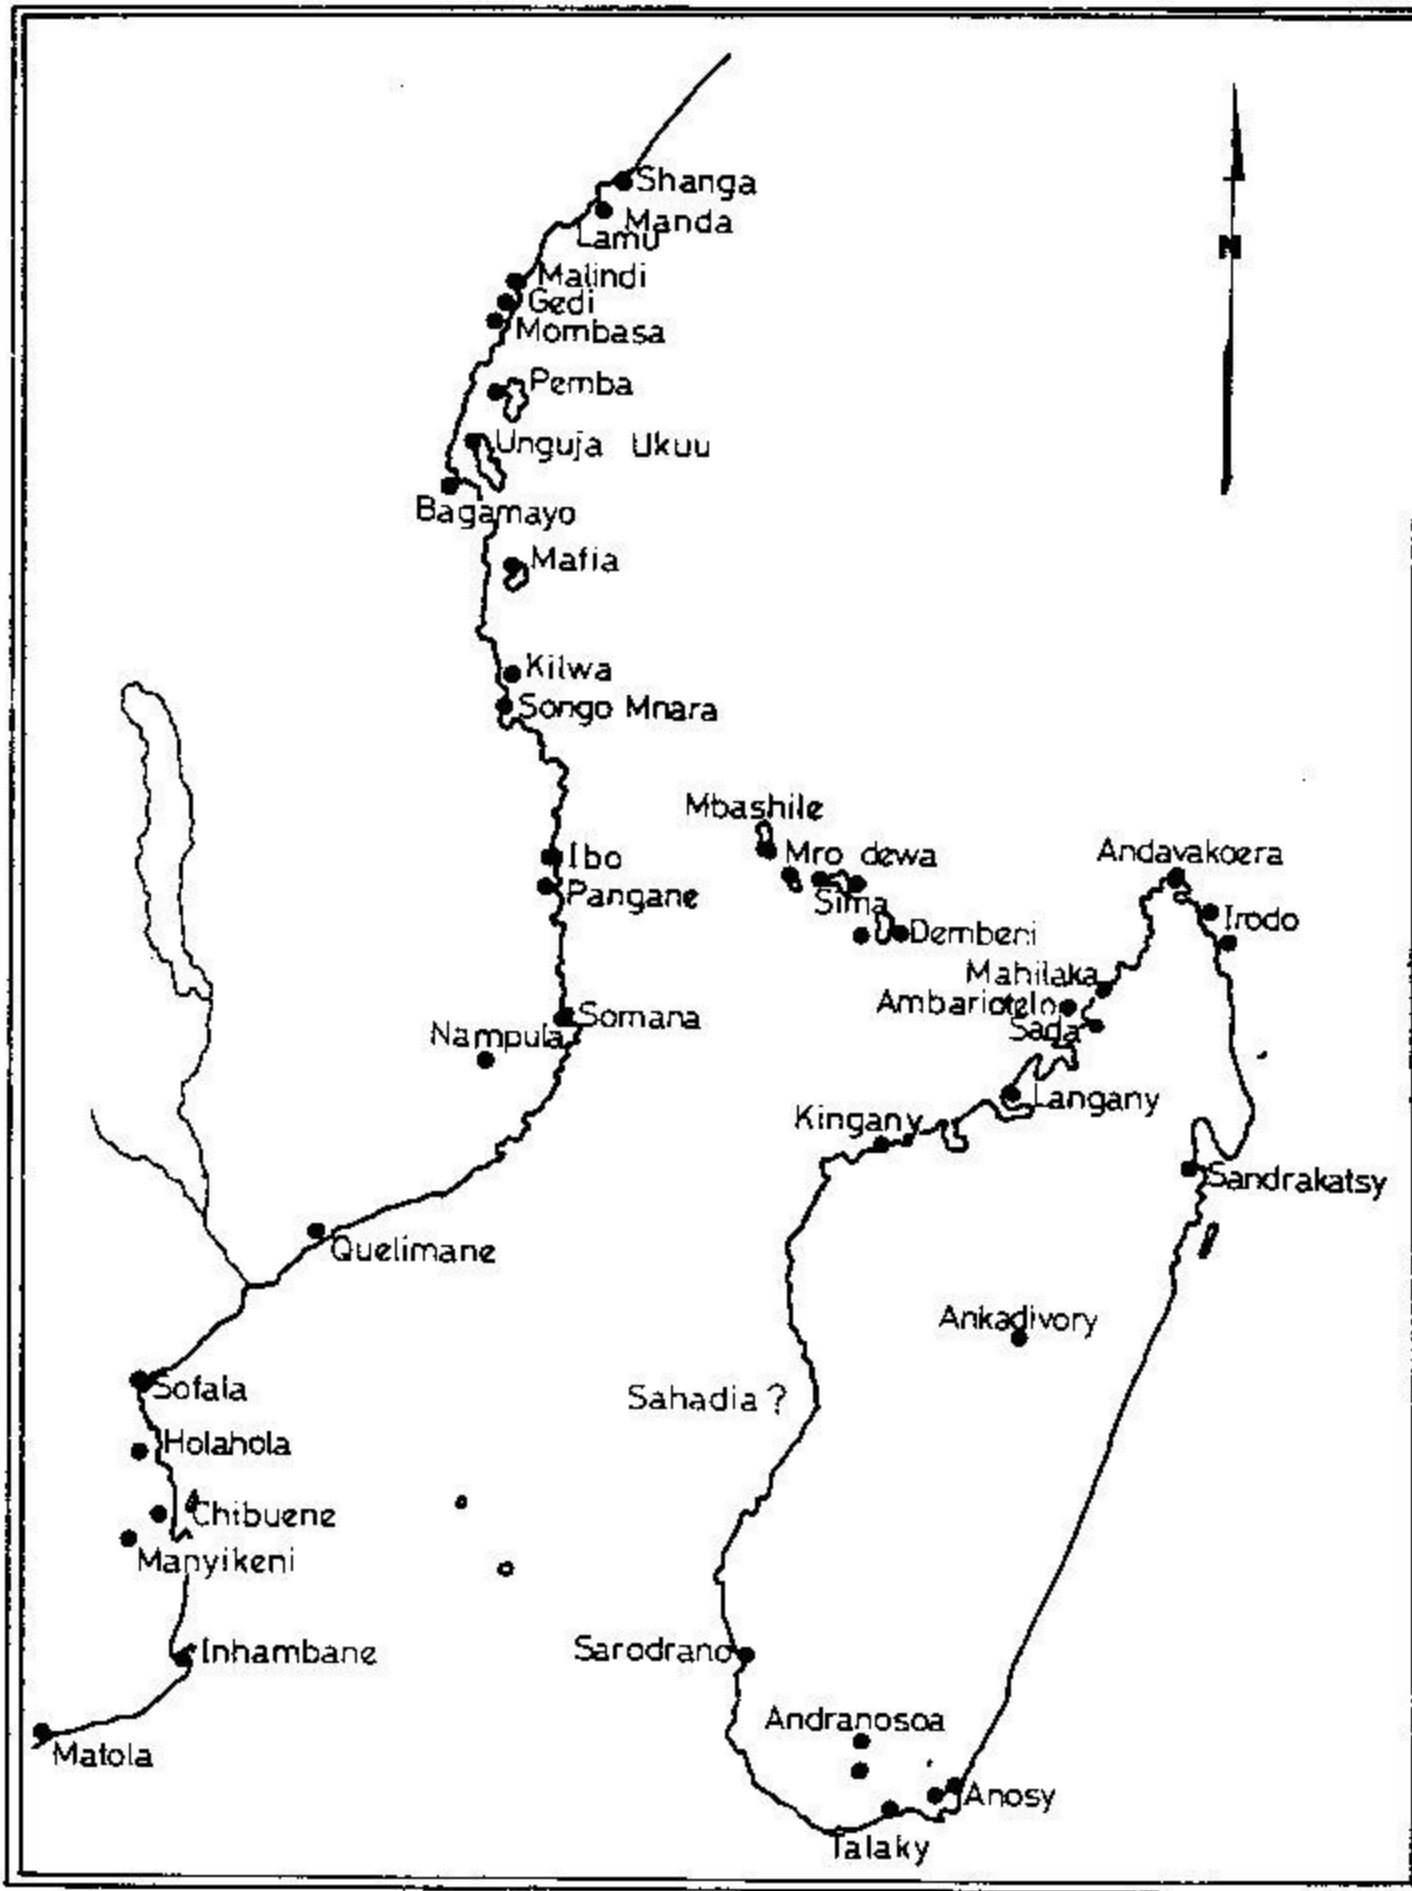 Shanga
Manda
Lamu
N
Malindi
Gedi
Mombasa
Pemba
Unguja Ukuu
Bagamayo
Mafia
Kilwa
Songo Mnara
Mbashile
Mro dewa
Andavakoera
Ibo
Pangane
Sima
Dembeni
Irodo
Mahilaka
Ambariotelo
Sada
Somana
Nampula
Langany
Kingany
Sandrakatsy
Quelimane
Ankadivory
Sofala
Sahadia ?
Holahola
Chibuene
Manyikeni
Inhambane
Sarodrano
Andranosoa
Matola
Anosy
Talaky